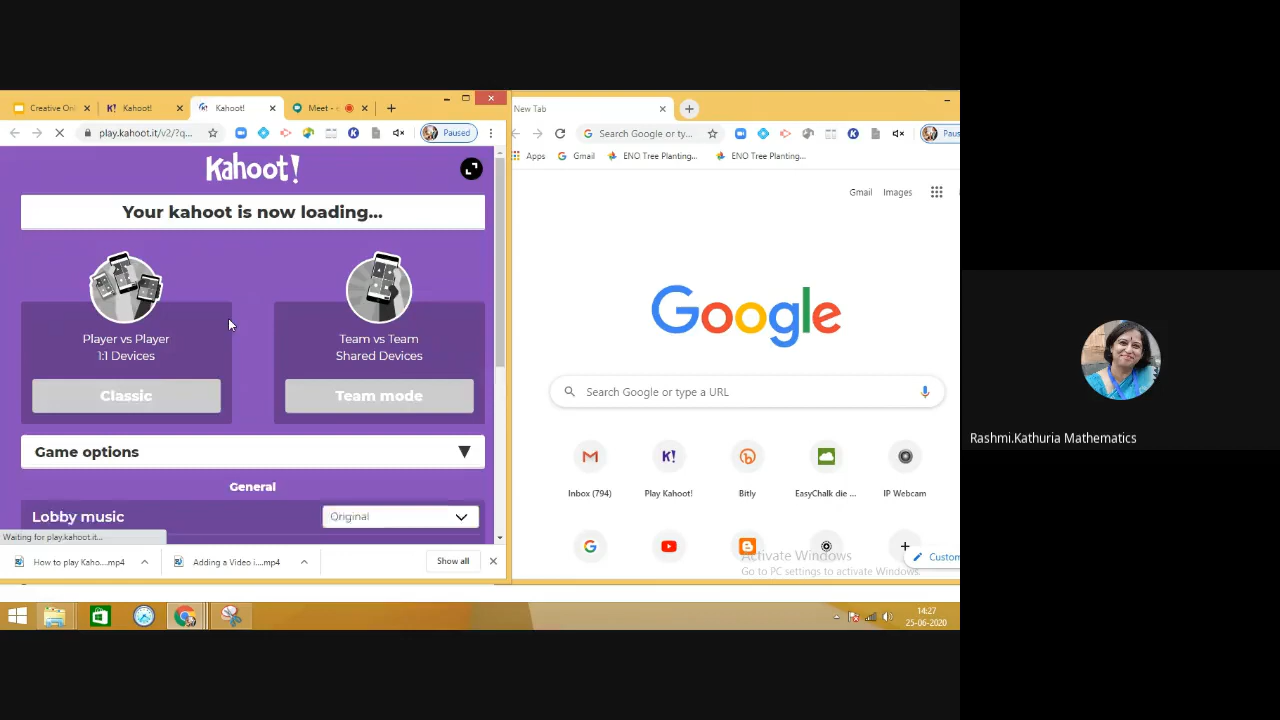 Creative On
Kahoot!
Kahoot!
Meet -
play.kahoot.it/v2/?q...
Paused
Kahoot!
Your kahoot is now loading...
Player vs Player
1:1 Devices
Classic
Team vs Team
Shared Devices
Team mode
Game options
General
Lobby music
Original
Waiting for play.kahoot.it...
How to play Kaho....mp4
Adding a Video i....mp4
Show all
New Tab
Search Google or ty...
Paus
Apps
Gmail
ENO Tree Planting...
ENO Tree Planting...
Gmail
Images
Google
Search Google or type a URL
Inbox (794)
Play Kahoot!
Bitly
EasyChalk die ...
IP Webcam
Activate Windows
Go to PC settings to activate Windows.
Custom
14:27
25-06-2020
Rashmi.Kathuria Mathematics